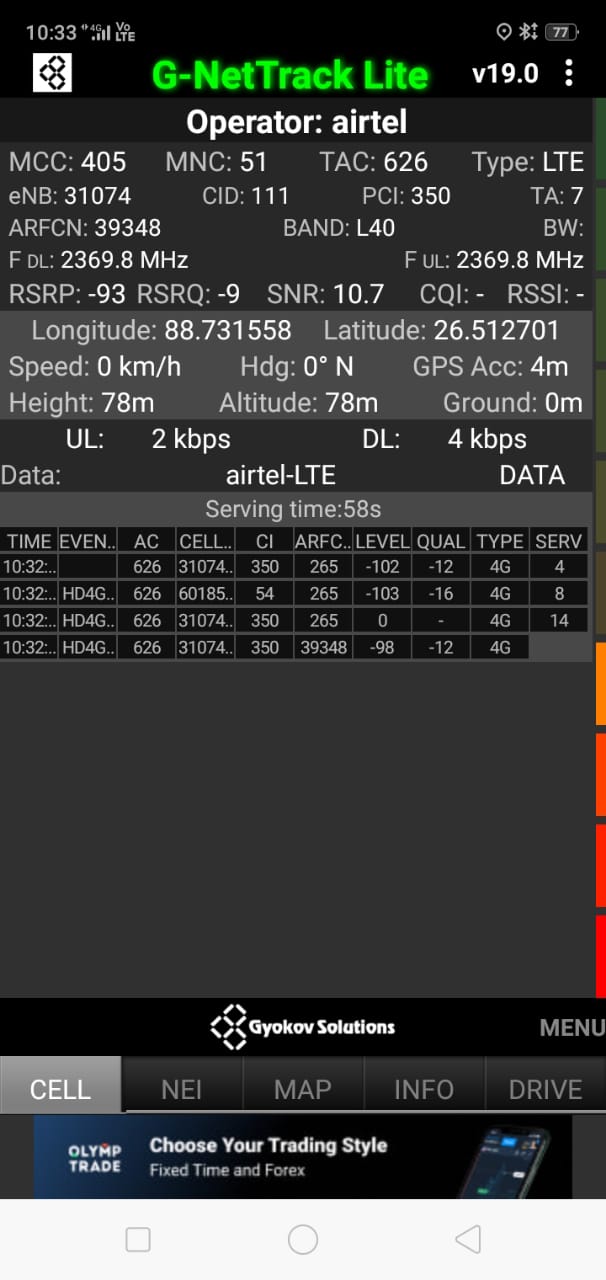 10:33 4G Vo LTE 77
G-NetTrack Lite v19.0
Operator: airtel
MCC: 405 MNC: 51 TAC: 626 Type: LTE
eNB: 31074 CID: 111 PCI: 350 TA: 7
ARFCN: 39348 BAND: L40 BW:
F DL: 2369.8 MHz F UL: 2369.8 MHz
RSRP: -93 RSRQ: -9 SNR: 10.7 CQI: - RSSI: -
Longitude: 88.731558 Latitude: 26.512701
Speed: 0 km/h Hdg: 0° N GPS Acc: 4m
Height: 78m Altitude: 78m Ground: 0m
UL: 2 kbps DL: 4 kbps
Data: airtel-LTE DATA
Serving time:58s
TIME EVEN.. AC CELL.. CI ARFC.. LEVEL QUAL TYPE SERV
10:32:.. 626 31074.. 350 265 -102 -12 4G 4
10:32:.. HD4G.. 626 60185.. 54 265 -103 -16 4G 8
10:32:.. HD4G.. 626 31074.. 350 265 0 - 4G 14
10:32:.. HD4G.. 626 31074.. 350 39348 -98 -12 4G
Gyokov Solutions MENU
CELL NEI MAP INFO DRIVE
OLYMP TRADE
Choose Your Trading Style
Fixed Time and Forex